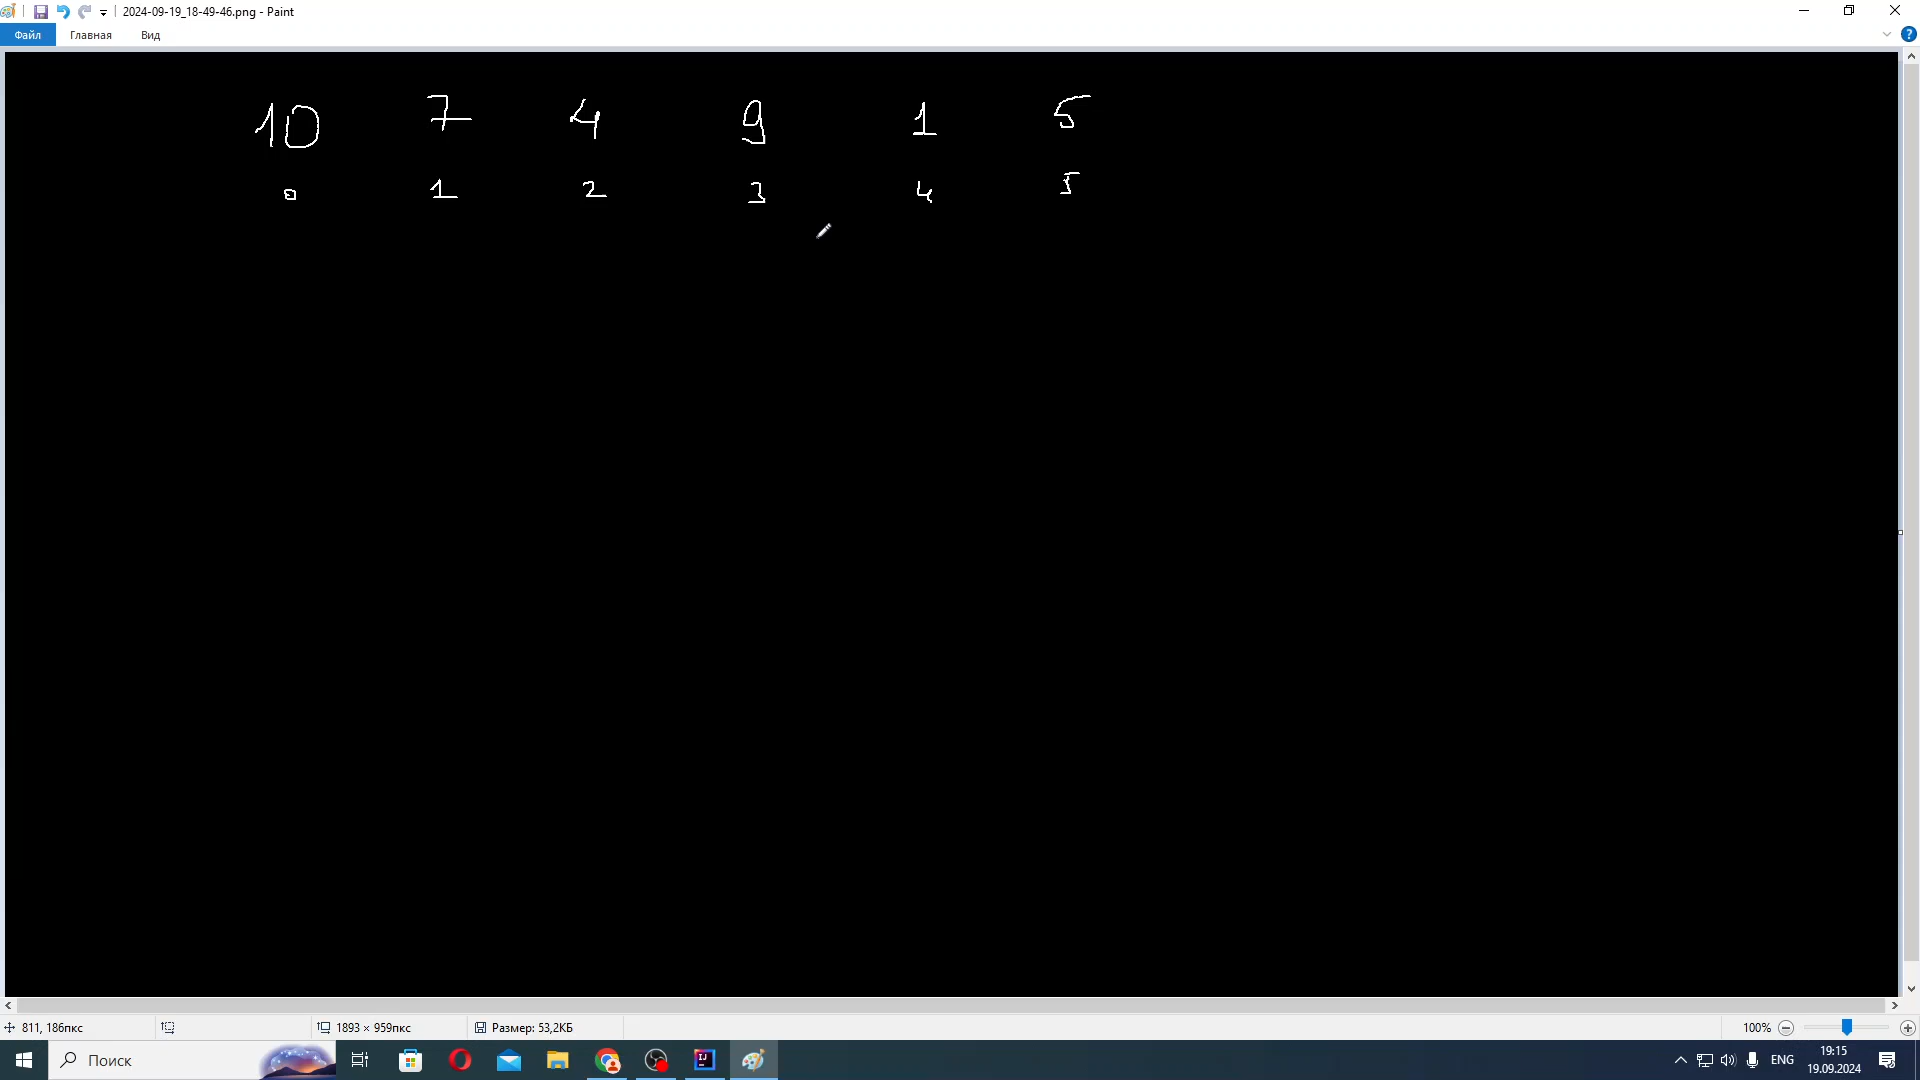 2024-09-19_18-49-46.png - Paint
Файл Главная Вид
?
10 7 4 9 1 5
0 1 2 3 4 5
811, 186пкс 1893 × 959пкс Размер: 53,2КБ 100%
Поиск IJ ENG 19:15
19.09.2024